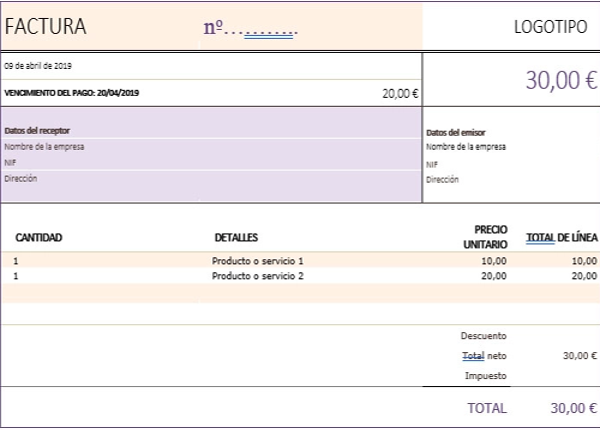 FACTURA nº……….. LOGOTIPO
09 de abril de 2019
30,00 €
VENCIMIENTO DEL PAGO: 20/04/2019 20,00 €
Datos del receptor
Nombre de la empresa
NIF
Dirección
Datos del emisor
Nombre de la empresa
NIF
Dirección
CANTIDAD DETALLES PRECIO UNITARIO TOTAL DE LÍNEA
1 Producto o servicio 1 10,00 10,00
1 Producto o servicio 2 20,00 20,00
Descuento
Total neto 30,00 €
Impuesto
TOTAL 30,00 €